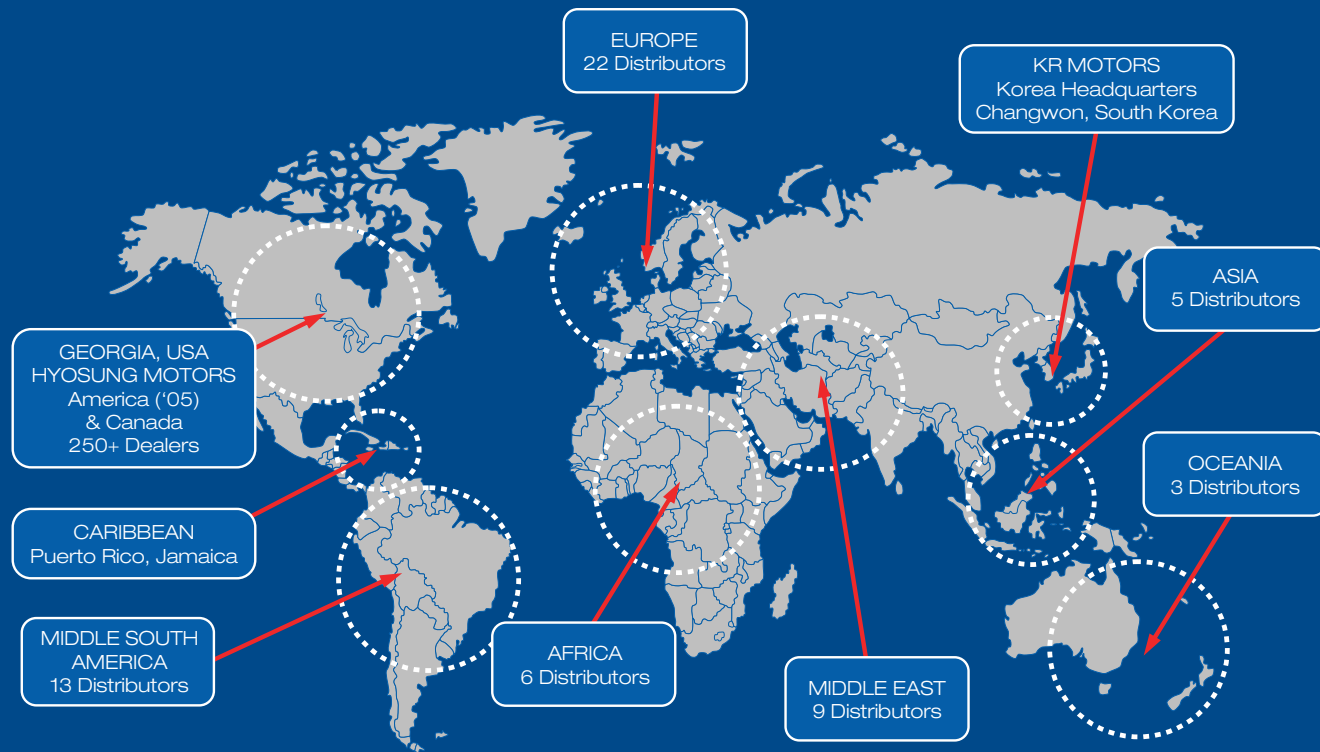 EUROPE
22 Distributors
KR MOTORS
Korea Headquarters
Changwon, South Korea
ASIA
5 Distributors
GEORGIA, USA
HYOSUNG MOTORS
America (‘05)
& Canada
250+ Dealers
OCEANIA
3 Distributors
CARIBBEAN
Puerto Rico, Jamaica
MIDDLE SOUTH
AMERICA
13 Distributors
AFRICA
6 Distributors
MIDDLE EAST
9 Distributors